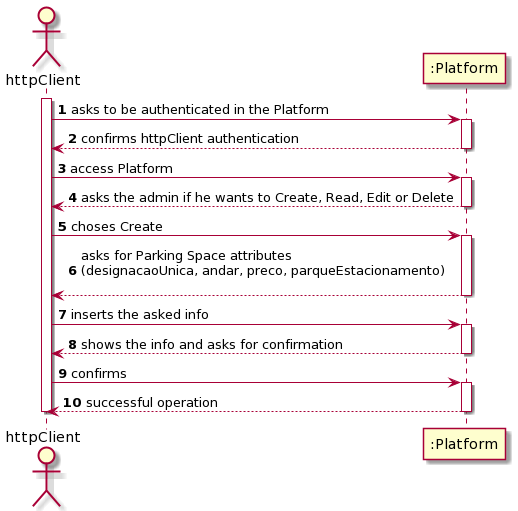 httpClient
:Platform
1 asks to be authenticated in the Platform
2 confirms httpClient authentication
3 access Platform
4 asks the admin if he wants to Create, Read, Edit or Delete
5 choses Create
asks for Parking Space attributes
6 (designacaoUnica, andar, preco, parqueEstacionamento)
7 inserts the asked info
8 shows the info and asks for confirmation
9 confirms
10 successful operation
httpClient
:Platform